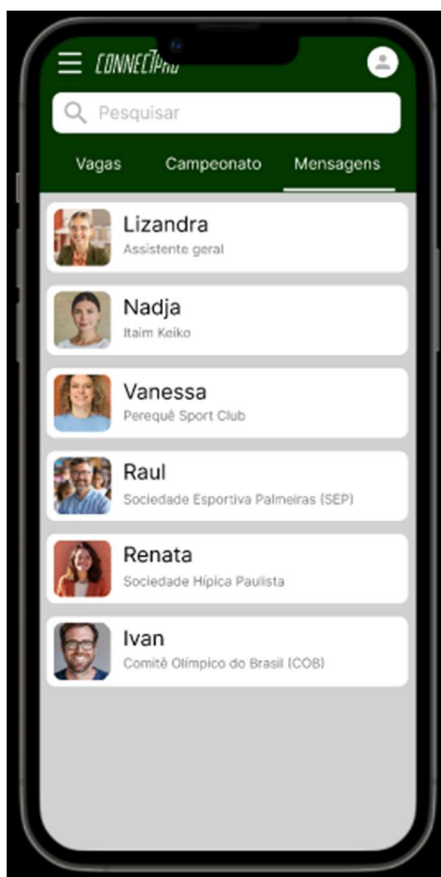 CONNECTPRO
Pesquisar
Vagas Campeonato Mensagens
Lizandra
Assistente geral
Nadja
Itaim Keiko
Vanessa
Perequê Sport Club
Raul
Sociedade Esportiva Palmeiras (SEP)
Renata
Sociedade Hípica Paulista
Ivan
Comitê Olímpico do Brasil (COB)